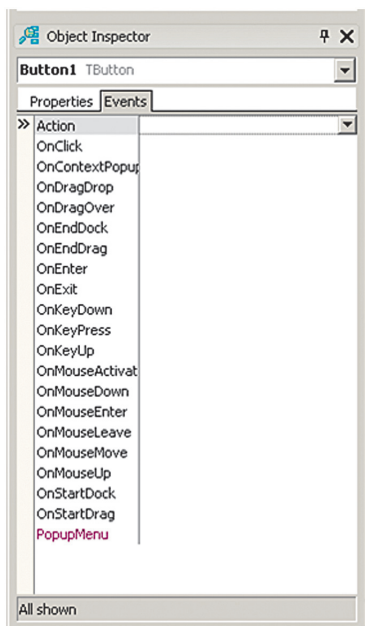 Object Inspector
Button1 TButton
Properties Events
Action
OnClick
OnContextPopup
OnDragDrop
OnDragOver
OnEndDock
OnEndDrag
OnEnter
OnExit
OnKeyDown
OnKeyPress
OnKeyUp
OnMouseActivat
OnMouseDown
OnMouseEnter
OnMouseLeave
OnMouseMove
OnMouseUp
OnStartDock
OnStartDrag
PopupMenu
All shown